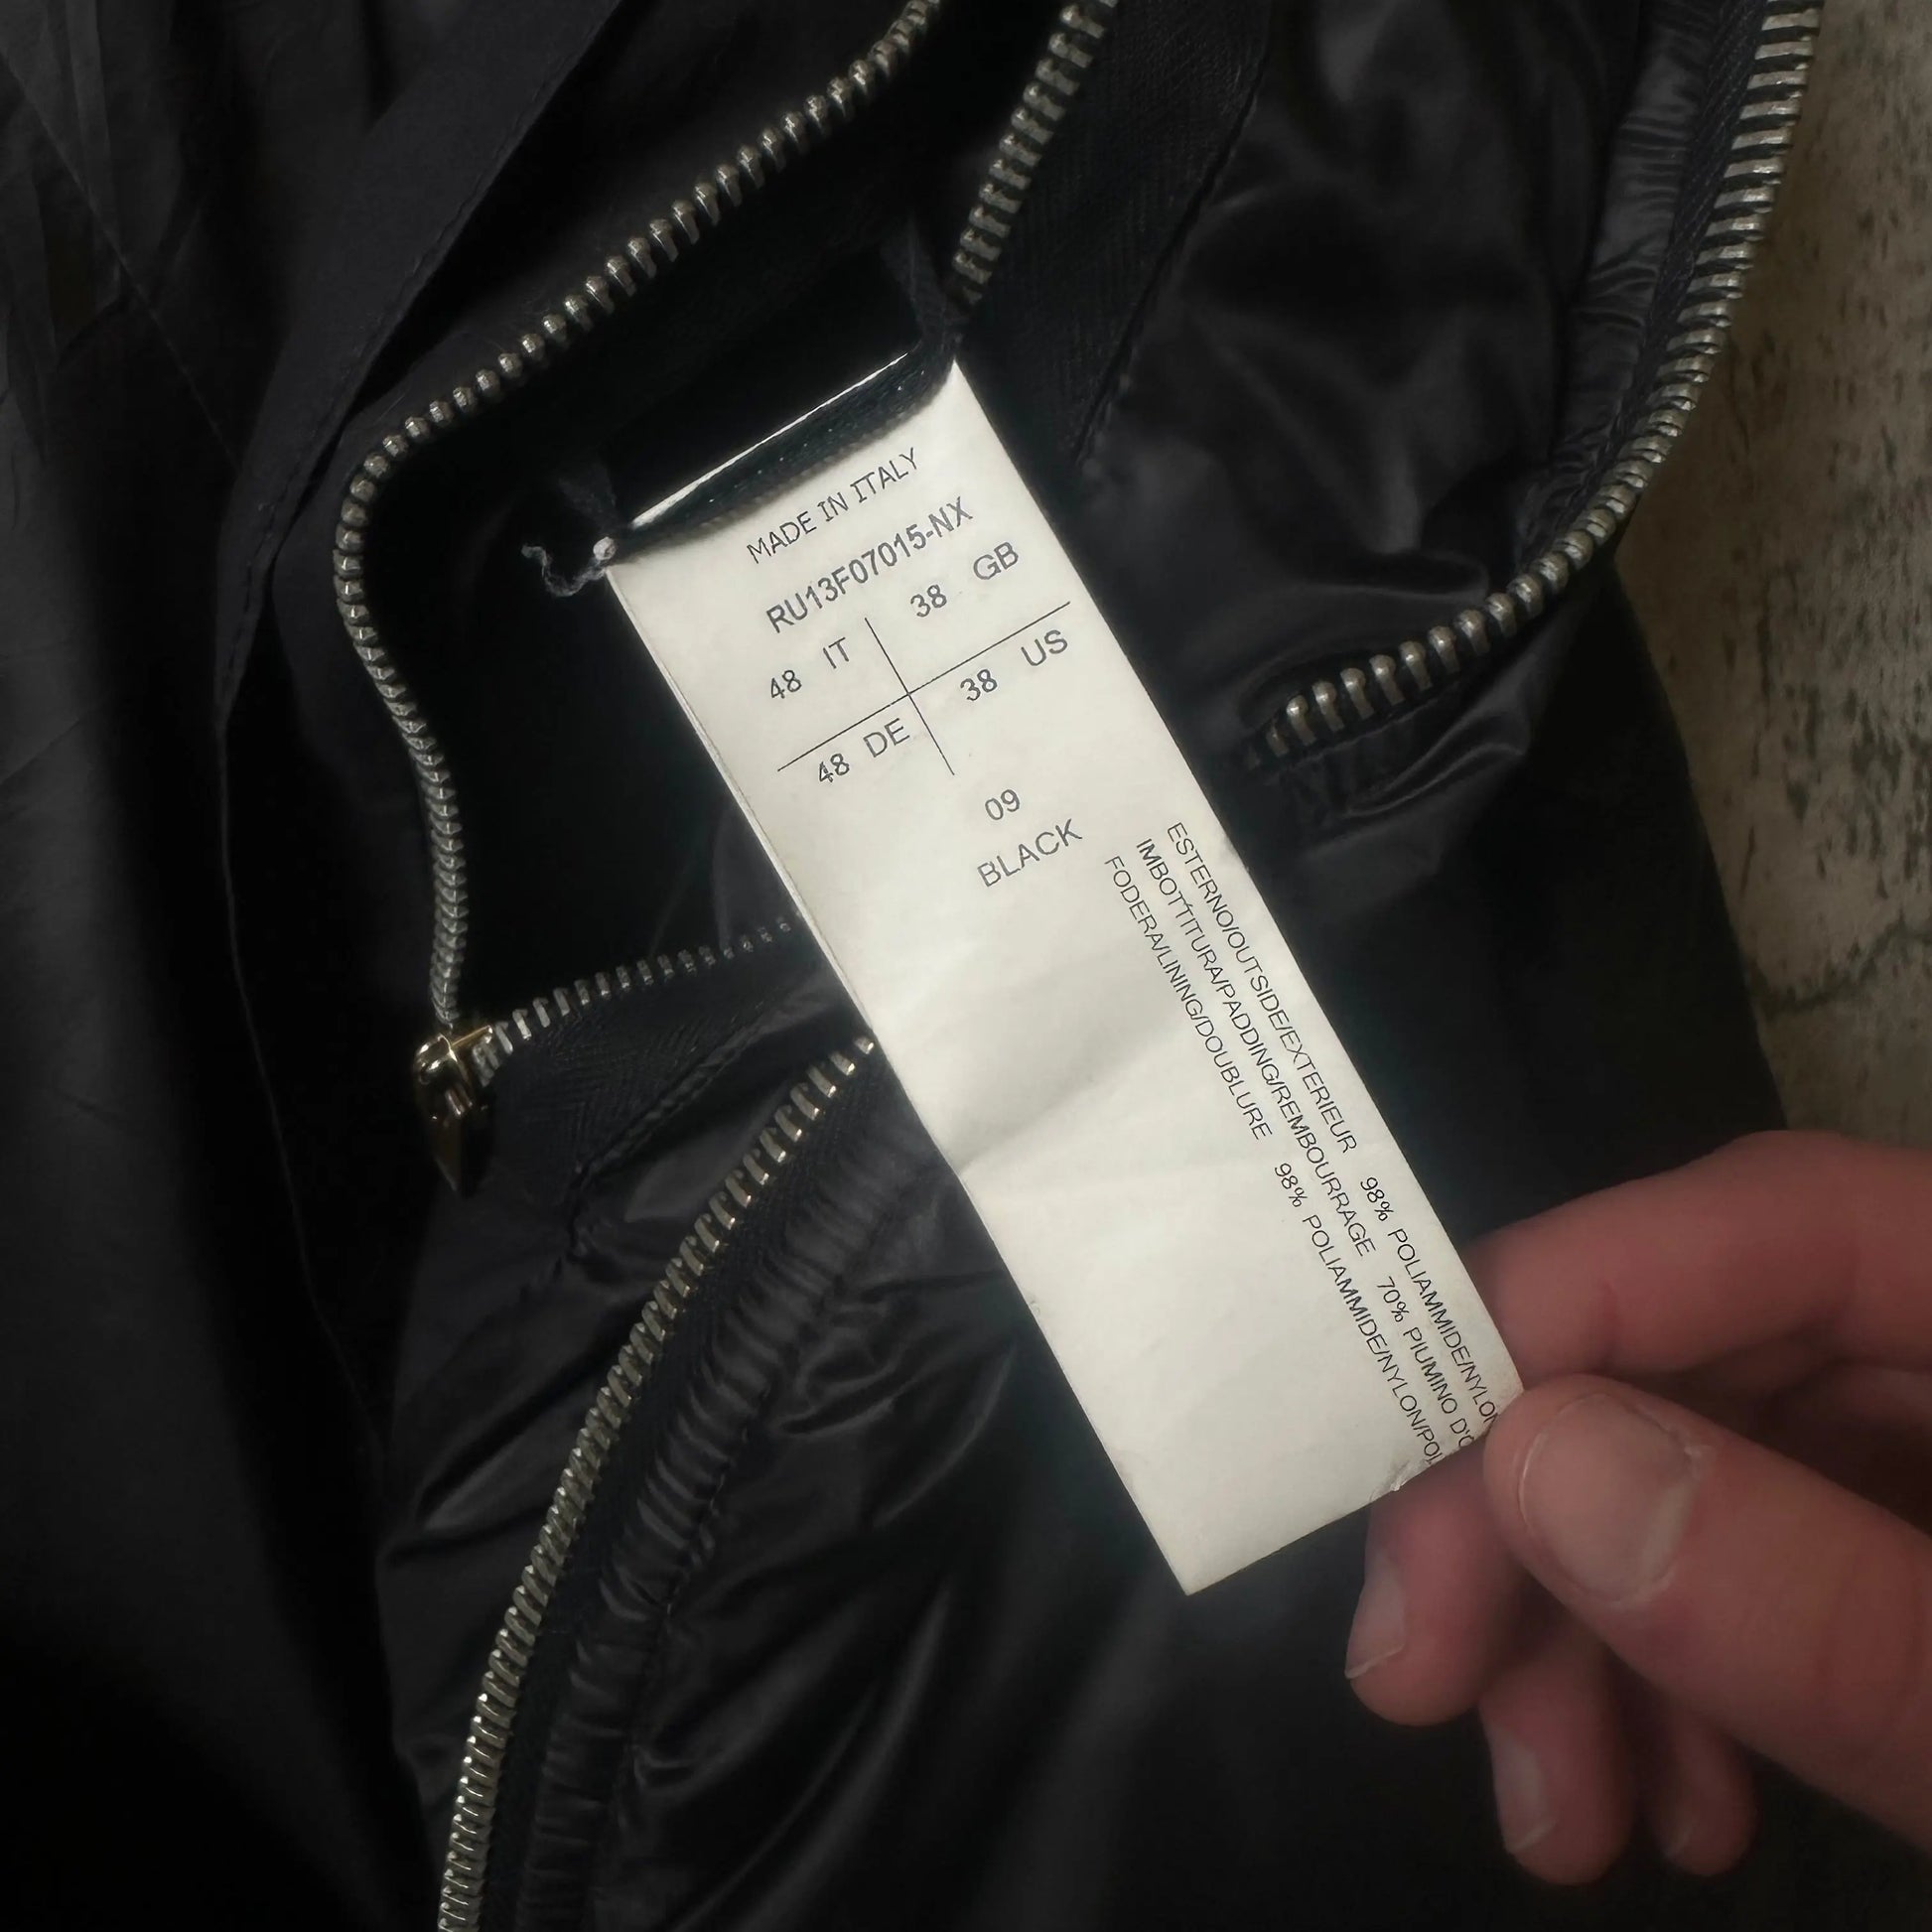 MADE IN ITALY
RU13F07015-NX
48 IT 38 GB
48 DE 38 US
09
BLACK
ESTERNO/OUTSIDE/EXTERIEUR 98% POLIAMMIDE/NYLON
IMBOTTITURA/PADDING/REMBOURRAGE 70% PIUMINO
FODERA/LINING/DOUBLURE 98% POLIAMMIDE/NYLON/